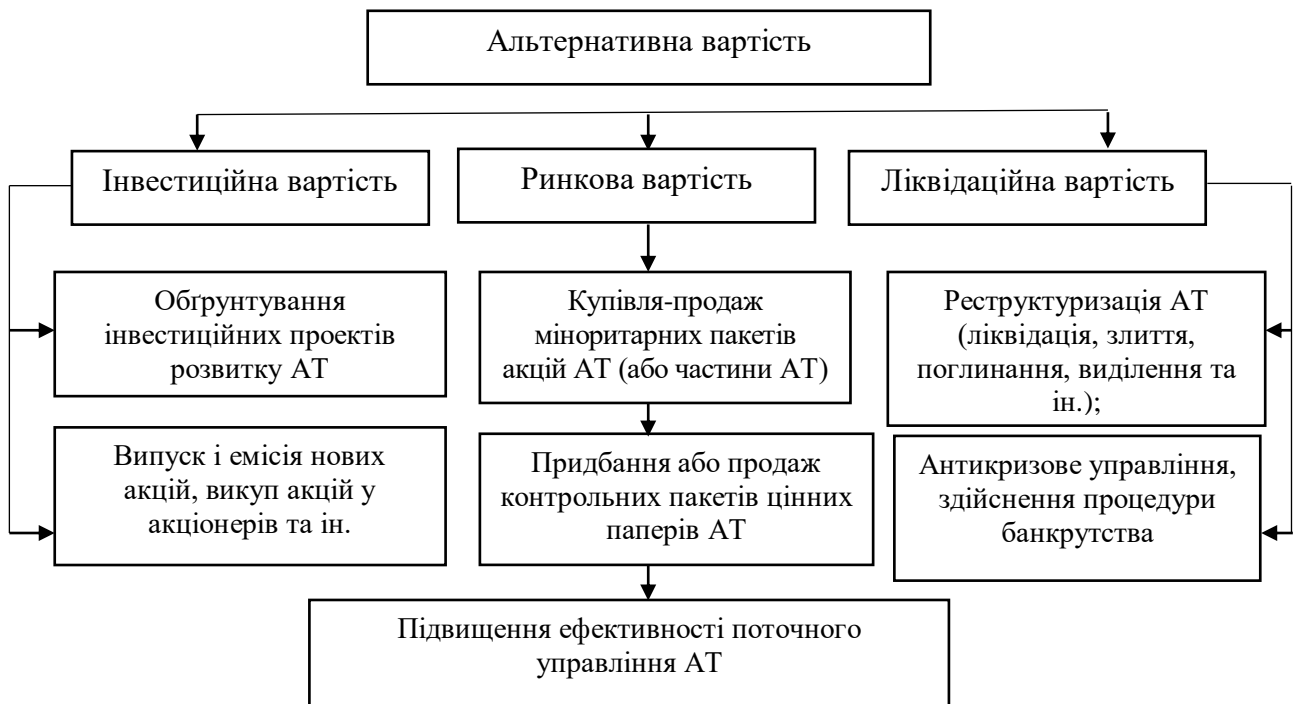 Альтернативна вартість
Інвестиційна вартість
Ринкова вартість
Ліквідаційна вартість
Обґрунтування
інвестиційних проектів
розвитку АТ
Купівля-продаж
міноритарних пакетів
акцій АТ (або частини АТ)
Реструктуризація АТ
(ліквідація, злиття,
поглинання, виділення та
ін.);
Випуск і емісія нових
акцій, викуп акцій у
акціонерів та ін.
Придбання або продаж
контрольних пакетів цінних
паперів АТ
Антикризове управління,
здійснення процедури
банкрутства
Підвищення ефективності поточного
управління АТ